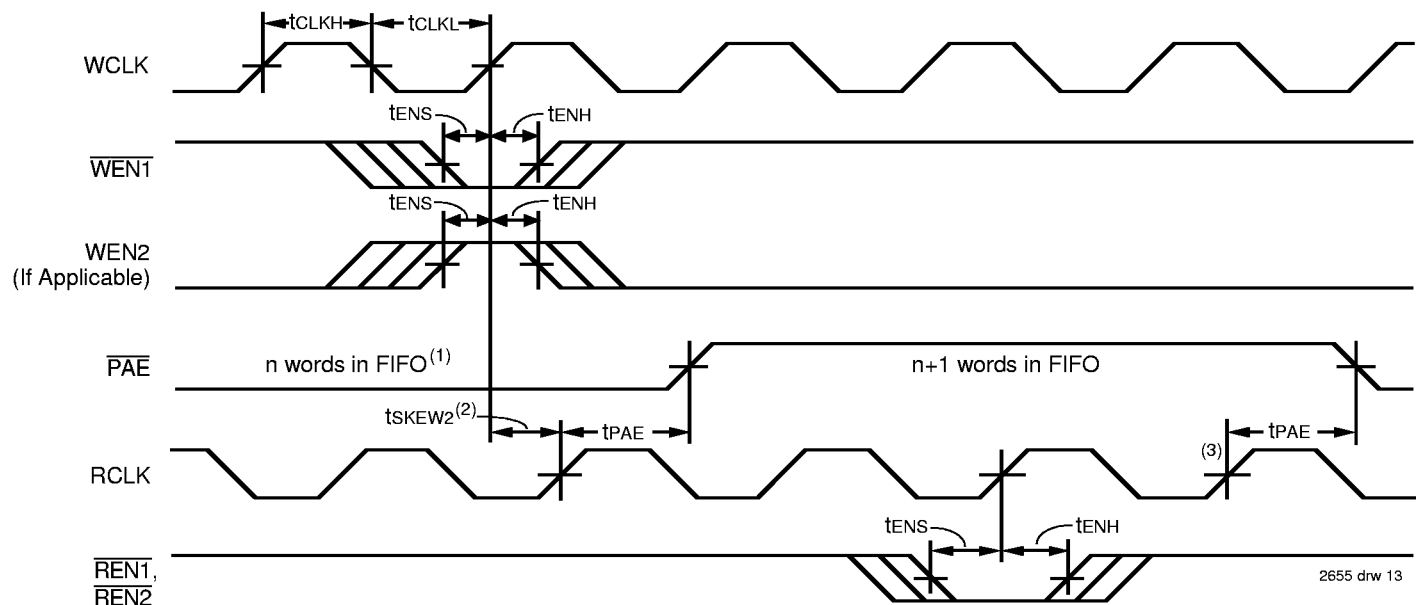 tCLKH tCLKL
WCLK
tENS tENH
WEN1
tENS tENH
WEN2
(If Applicable)
PAE n words in FIFO(1) n+1 words in FIFO
tSKEW2(2) tPAE (3) tPAE
RCLK
tENS tENH
REN1,
REN2
2655 drw 13